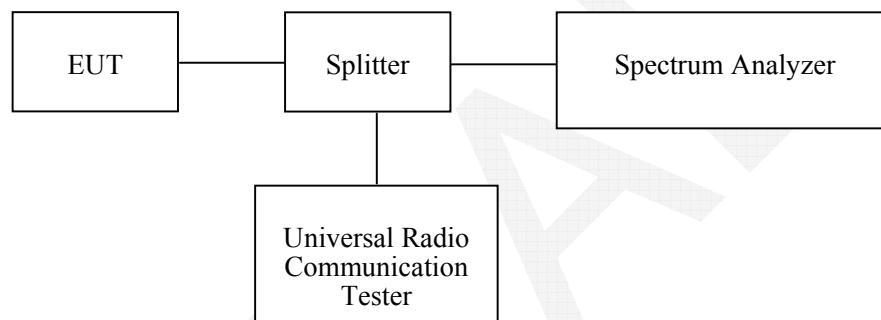 EUT
Splitter
Spectrum Analyzer
Universal Radio
Communication
Tester